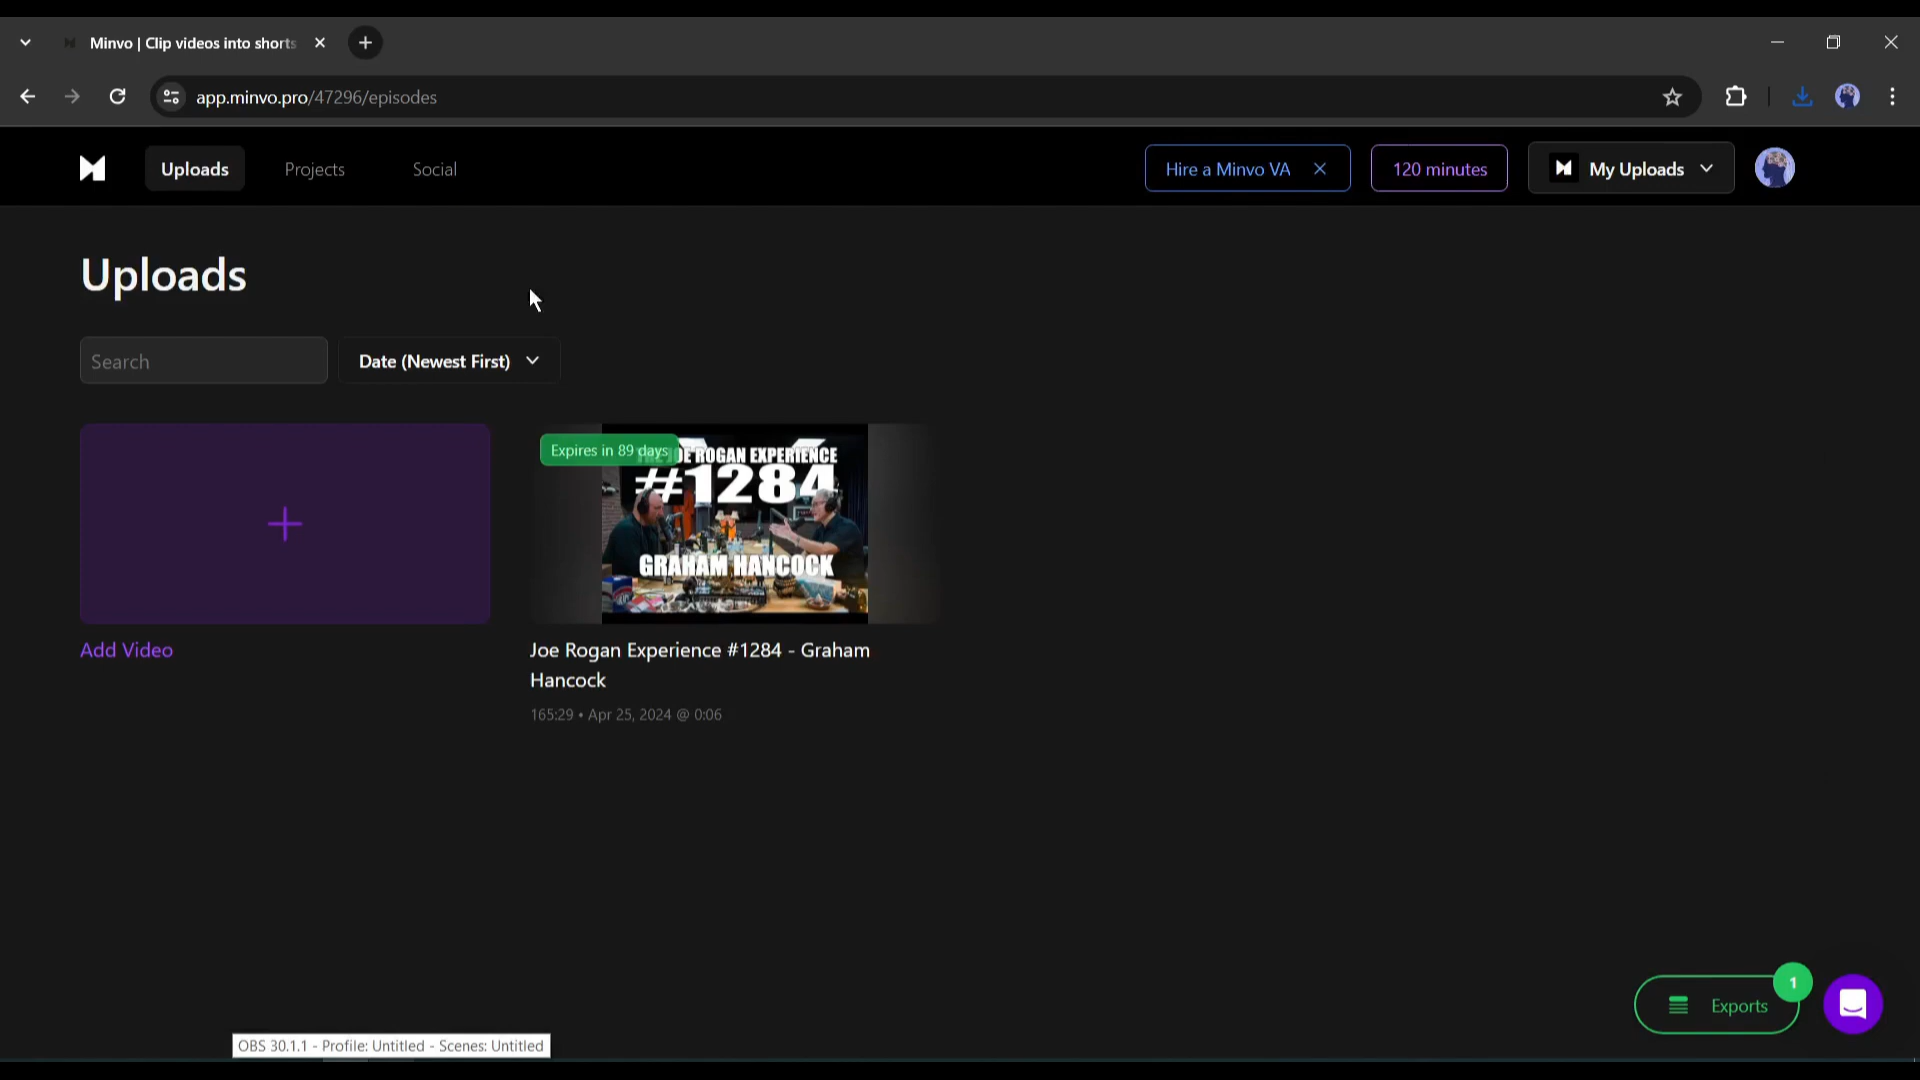 Minvo | Clip videos into shorts
app.minvo.pro/47296/episodes
Uploads
Projects
Social
Hire a Minvo VA
120 minutes
My Uploads
Uploads
Search
Date (Newest First)
Expires in 89 days
E JOE ROGAN EXPERIENCE
#1284
GRAHAM HANCOCK
Add Video
Joe Rogan Experience #1284 - Graham
Hancock
165:29 • Apr 25, 2024 @ 0:06
1
Exports
OBS 30.1.1 - Profile: Untitled - Scenes: Untitled